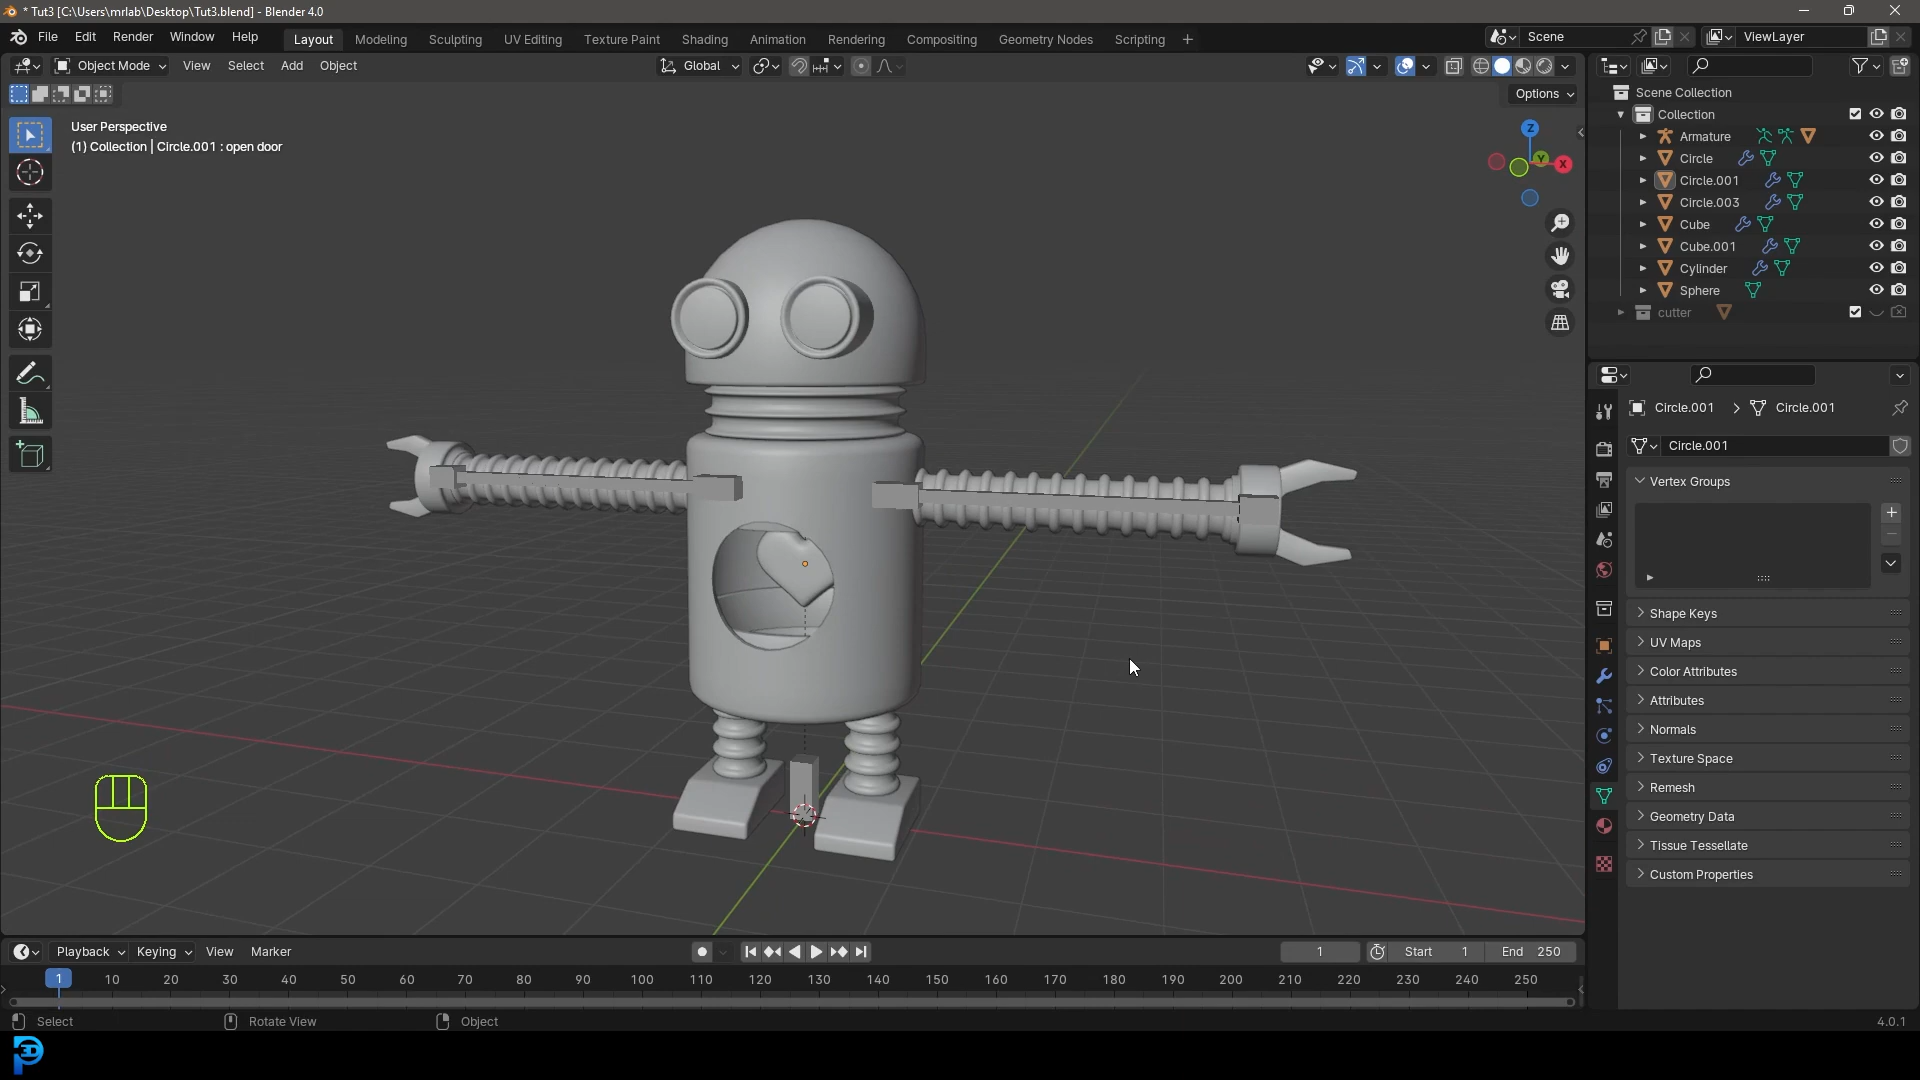 * Tut3 [C:\Users\mrlab\Desktop\Tut3.blend] - Blender 4.0
File Edit Render Window Help Layout Modeling Sculpting UV Editing Texture Paint Shading Animation Rendering Compositing Geometry Nodes Scripting + Scene ViewLayer
Object Mode View Select Add Object Global
Options
User Perspective
(1) Collection | Circle.001 : open door
Z
Y
X
Scene Collection
Collection
Armature
Circle
Circle.001
Circle.003
Cube
Cube.001
Cylinder
Sphere
cutter
Circle.001 > Circle.001
Circle.001
Vertex Groups
Shape Keys
UV Maps
Color Attributes
Attributes
Normals
Texture Space
Remesh
Geometry Data
Tissue Tessellate
Custom Properties
Playback Keying View Marker 1 Start 1 End 250
1 10 20 30 40 50 60 70 80 90 100 110 120 130 140 150 160 170 180 190 200 210 220 230 240 250
Select Rotate View Object 4.0.1
P3D